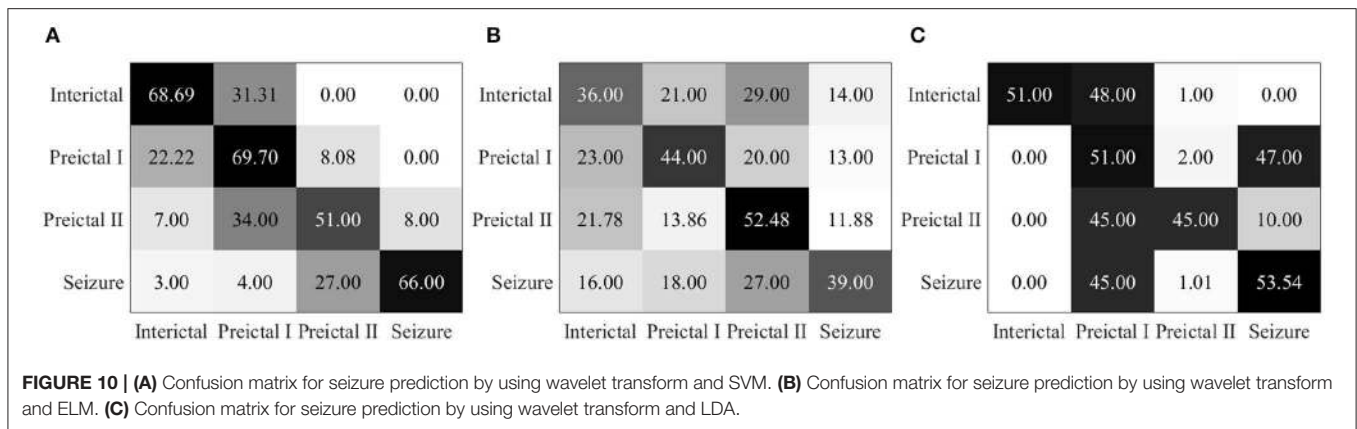 A B C
Interictal 68.69 31.31 0.00 0.00 Interictal 36.00 21.00 29.00 14.00 Interictal 51.00 48.00 1.00 0.00
Preictal I 22.22 69.70 8.08 0.00 Preictal I 23.00 44.00 20.00 13.00 Preictal I 0.00 51.00 2.00 47.00
Preictal II 7.00 34.00 51.00 8.00 Preictal II 21.78 13.86 52.48 11.88 Preictal II 0.00 45.00 45.00 10.00
Seizure 3.00 4.00 27.00 66.00 Seizure 16.00 18.00 27.00 39.00 Seizure 0.00 45.00 1.01 53.54
Interictal Preictal I Preictal II Seizure Interictal Preictal I Preictal II Seizure Interictal Preictal I Preictal II Seizure
FIGURE 10 | (A) Confusion matrix for seizure prediction by using wavelet transform and SVM. (B) Confusion matrix for seizure prediction by using wavelet transform
and ELM. (C) Confusion matrix for seizure prediction by using wavelet transform and LDA.